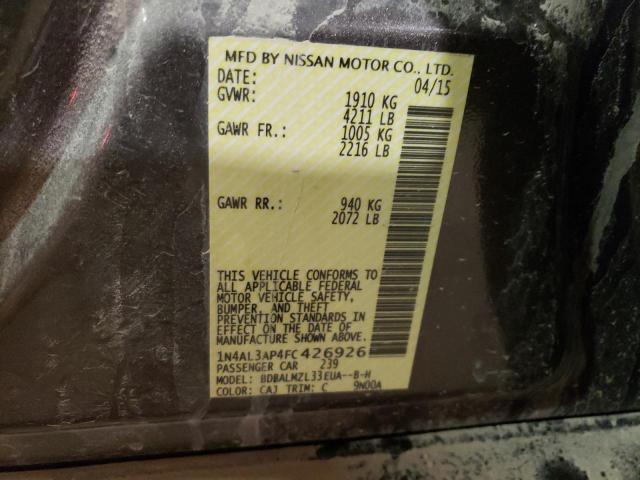 MFD BY NISSAN MOTOR CO., LTD.
DATE: 04/15
GVWR: 1910 KG
4211 LB
GAWR FR.: 1005 KG
2216 LB
GAWR RR.: 940 KG
2072 LB
THIS VEHICLE CONFORMS TO
ALL APPLICABLE FEDERAL
MOTOR VEHICLE SAFETY,
BUMPER, AND THEFT
PREVENTION STANDARDS IN
EFFECT ON THE DATE OF
MANUFACTURE SHOWN ABOVE.
1N4AL3AP4FC426926
PASSENGER CAR 239
MODEL: BDBALMZL33EUA--B-H
COLOR: CAJ TRIM: C 9N00A